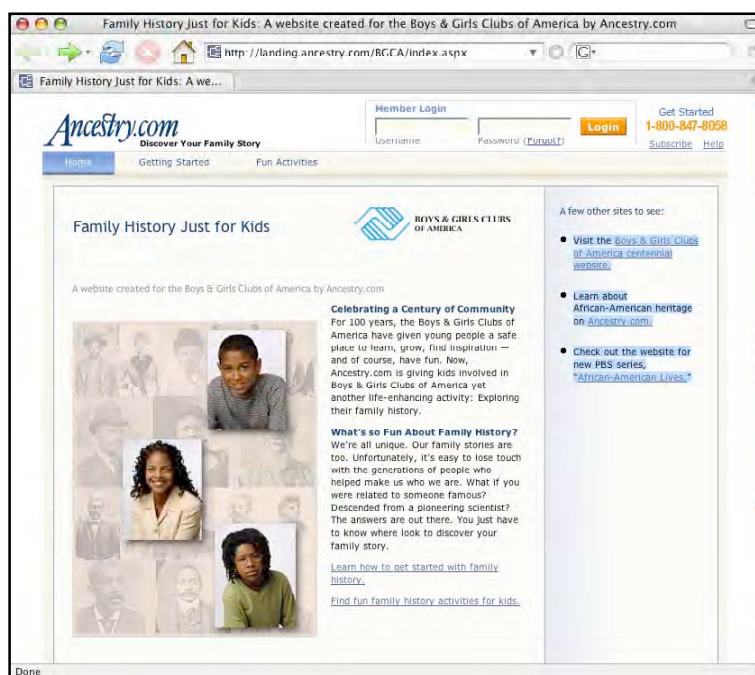 Family History Just for Kids: A website created for the Boys & Girls Clubs of America by Ancestry.com
http://landing.ancestry.com/BGCA/index.aspx
G
Family History Just for Kids: A we...
Ancestry.com
Discover Your Family Story
Member Login
Username
Password (Forgot?)
Login
Get Started
1-800-847-8058
Subscribe Help
Home Getting Started Fun Activities
Family History Just for Kids
BOYS & GIRLS CLUBS
OF AMERICA
A website created for the Boys & Girls Clubs of America by Ancestry.com
Celebrating a Century of Community
For 100 years, the Boys & Girls Clubs of
America have given young people a safe
place to learn, grow, find inspiration —
and of course, have fun. Now,
Ancestry.com is giving kids involved in
Boys & Girls Clubs of America yet
another life-enhancing activity: Exploring
their family history.
What's so Fun About Family History?
We're all unique. Our family stories are
too. Unfortunately, it's easy to lose touch
with the generations of people who
helped make us who we are. What if you
were related to someone famous?
Descended from a pioneering scientist?
The answers are out there. You just have
to know where look to discover your
family story.
Learn how to get started with family
history.
Find fun family history activities for kids.
A few other sites to see:
Visit the Boys & Girls Clubs
of America centennial
website.
Learn about
African-American heritage
on Ancestry.com.
Check out the website for
new PBS series,
"African-American Lives."
Done